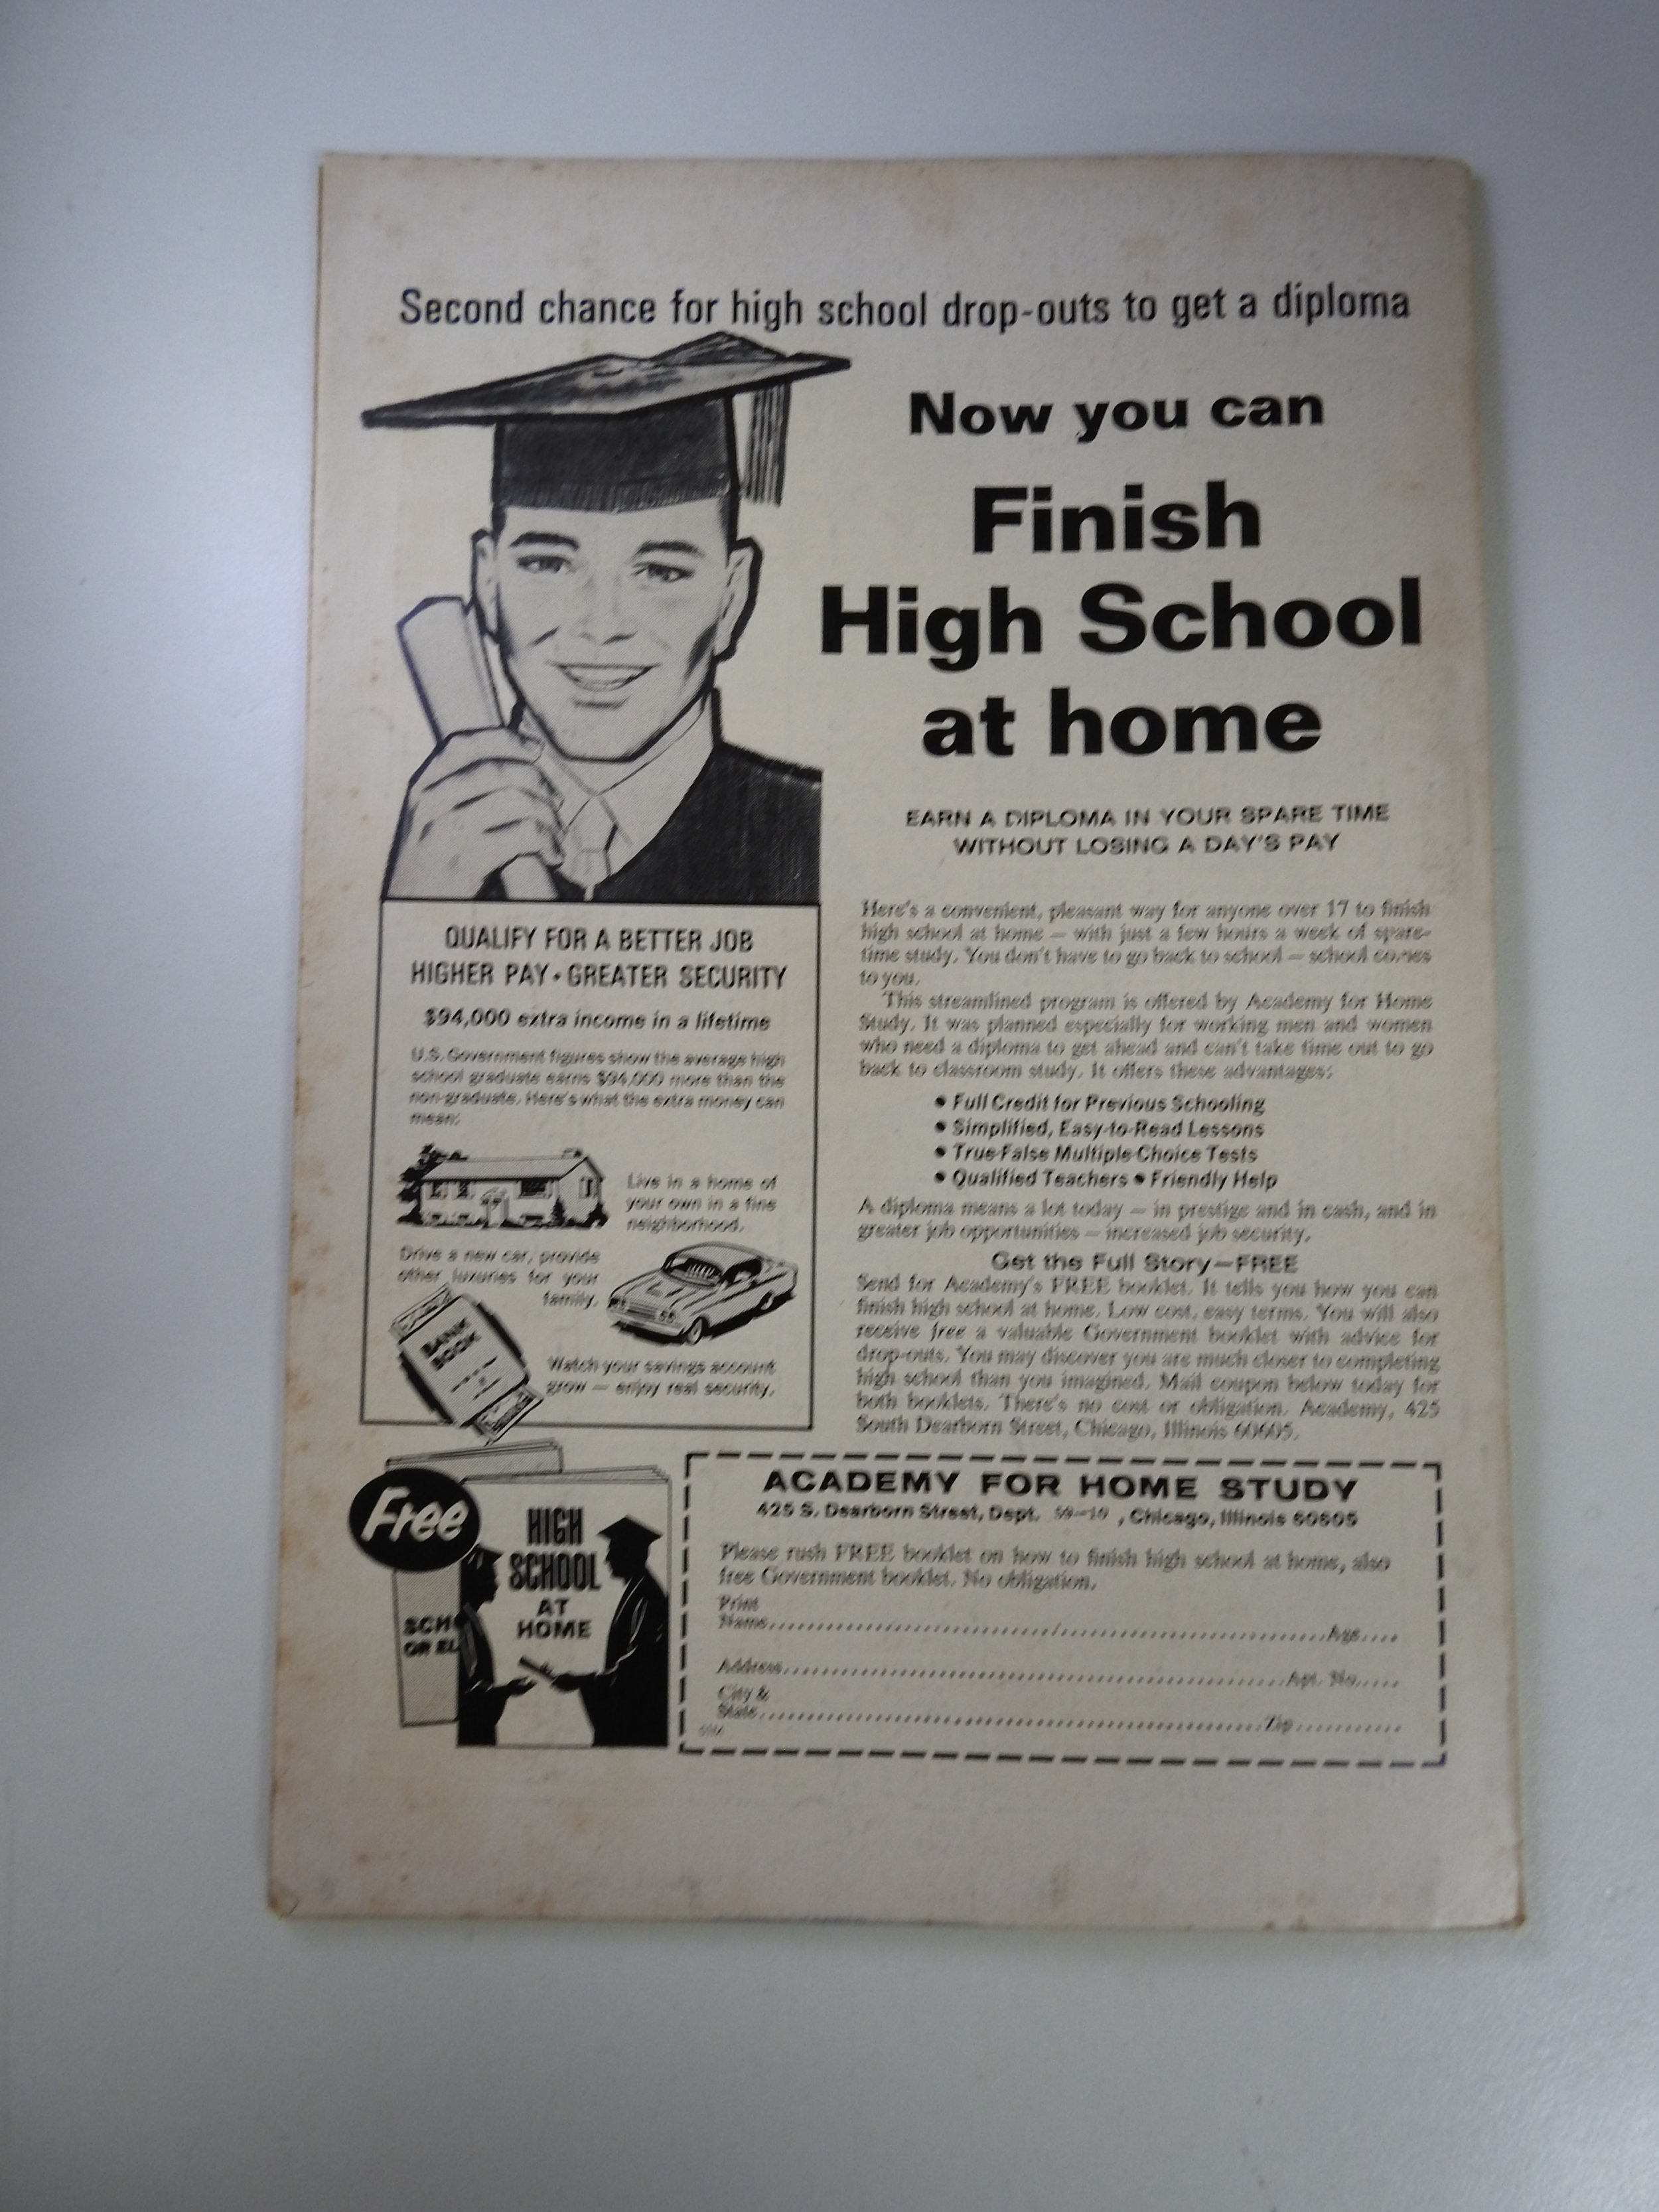 Second chance for high school drop-outs to get a diploma
Now you can
Finish
High School
at home
EARN A DIPLOMA IN YOUR SPARE TIME
WITHOUT LOSING A DAY'S PAY
Here's a convenient, pleasant way for anyone over 17 to finish
high school at home — with just a few hours a week of spare-
time study. You don't have to go back to school — school comes
to you.
This streamlined program is offered by Academy for Home
Study. It was planned especially for working men and women
who need a diploma to get ahead and can't take time out to go
back to classroom study. It offers these advantages:
• Full Credit for Previous Schooling
• Simplified, Easy-to-Read Lessons
• True-False Multiple-Choice Tests
• Qualified Teachers • Friendly Help
A diploma means a lot today — in prestige and in cash, and in
greater job opportunities — increased job security.
Get the Full Story—FREE
Send for Academy's FREE booklet. It tells you how you can
finish high school at home. Low cost, easy terms. You will also
receive free a valuable Government booklet with advice for
drop-outs. You may discover you are much closer to completing
high school than you imagined. Mail coupon below today for
both booklets. There's no cost or obligation. Academy, 425
South Dearborn Street, Chicago, Illinois 60605.
QUALIFY FOR A BETTER JOB
HIGHER PAY • GREATER SECURITY
$94,000 extra income in a lifetime
U.S. Government figures show the average high
school graduate earns $94,000 more than the
non-graduate. Here's what the extra money can
mean:
Live in a home of
your own in a fine
neighborhood.
Drive a new car, provide
other luxuries for your
family.
BANK
BOOK
Watch your savings account
grow — enjoy real security.
Free
HIGH
SCHOOL
AT
HOME
SCH
OR EL
ACADEMY FOR HOME STUDY
425 S. Dearborn Street, Dept. 59-10 , Chicago, Illinois 60605
Please rush FREE booklet on how to finish high school at home, also
free Government booklet. No obligation.
Print
Name Age
Address Apt. No.
City &
State Zip